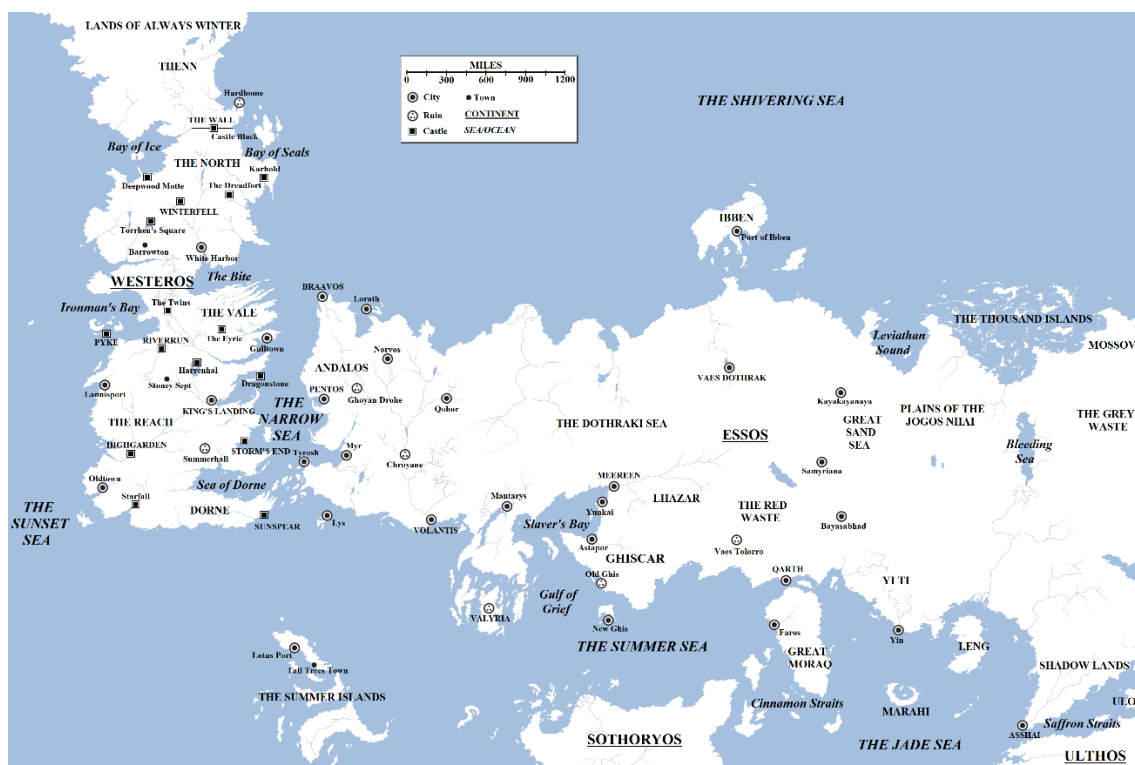 LANDS OF ALWAYS WINTER
THENN
Hardhome
THE WALL
Castle Black
Bay of Ice
Bay of Seals
THE NORTH
Karhold
Deepwood Motte
The Dreadfort
WINTERFELL
Torrhen's Square
Barrowton
White Harbor
The Bite
WESTEROS
Ironman's Bay
The Twins
THE VALE
PYKE
RIVERRUN
The Eyrie
Gulltown
Harrenhal
Stoney Sept
Dragonstone
Lannisport
KING'S LANDING
THE REACH
THE
NARROW
SEA
HIGHGARDEN
Summerhall
STORM'S END
Oldtown
Sea of Dorne
Starfall
DORNE
SUNSPEAR
THE
SUNSET
SEA
MILES
0 300 600 900 1200
City
Town
Ruin
CONTINENT
Castle
SEA/OCEAN
THE SHIVERING SEA
IBBEN
Port of Ibben
BRAAVOS
Lorath
Norvos
ANDALOS
PENTOS
Ghoyan Drohe
Qohor
Myr
Tyrosh
Chroyane
Lys
VOLANTIS
Mantarys
THE DOTHRAKI SEA
ESSOS
VAES DOTHRAK
Leviathan
Sound
THE THOUSAND ISLANDS
MOSSOV
Kayakayanaya
GREAT
SAND
SEA
PLAINS OF THE
JOGOS NHAI
THE GREY
WASTE
Bleeding
Sea
Samyriana
MEEREEN
Yunkai
LHAZAR
THE RED
WASTE
Bayasabhad
Slaver's Bay
Astapor
GHISCAR
Vaes Tolorro
Old Ghis
Gulf of
Grief
QARTH
YI TI
VALYRIA
New Ghis
THE SUMMER SEA
Faros
GREAT
MORAQ
Yin
LENG
SHADOW LANDS
Lotus Port
Tall Trees Town
THE SUMMER ISLANDS
Cinnamon Straits
MARAHI
ULO
Saffron Straits
ASSHAI
SOTHORYOS
THE JADE SEA
ULTHOS